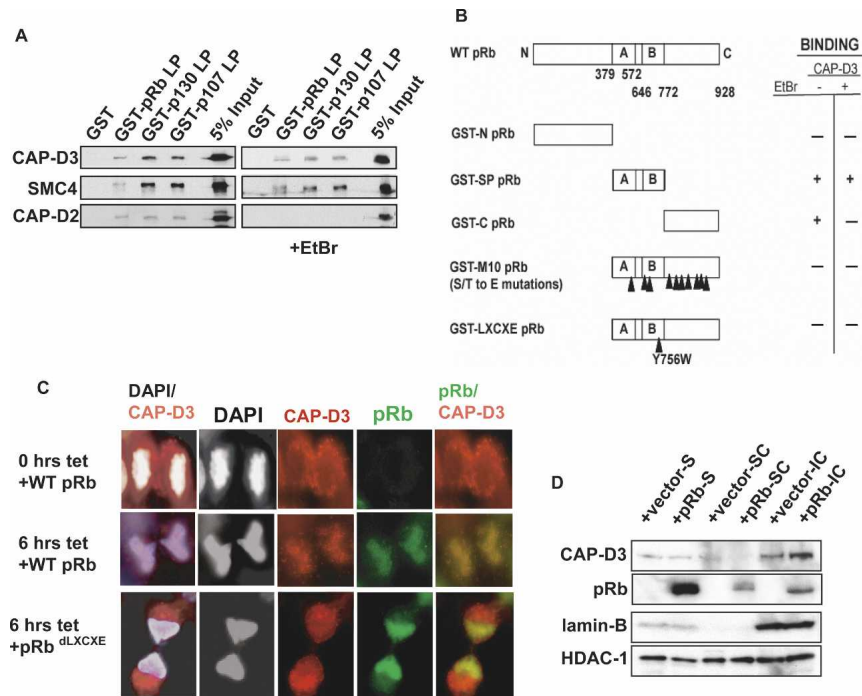 A
GST
GST-pRb LP
GST-p130 LP
GST-p107 LP
5% Input
GST
GST-pRb LP
GST-p130 LP
GST-p107 LP
5% Input
CAP-D3
SMC4
CAP-D2
+EtBr
B
BINDING
CAP-D3
EtBr - +
WT pRb N A B C
379 572
646 772 928
GST-N pRb — —
GST-SP pRb A B + +
GST-C pRb + —
GST-M10 pRb A B — —
(S/T to E mutations)
GST-LXCXE pRb A B — —
Y756W
C
DAPI/
CAP-D3
DAPI
CAP-D3
pRb
pRb/
CAP-D3
0 hrs tet
+WT pRb
6 hrs tet
+WT pRb
6 hrs tet
+pRb dLXCXE
D
+vector-S
+pRb-S
+vector-SC
+pRb-SC
+vector-IC
+pRb-IC
CAP-D3
pRb
lamin-B
HDAC-1